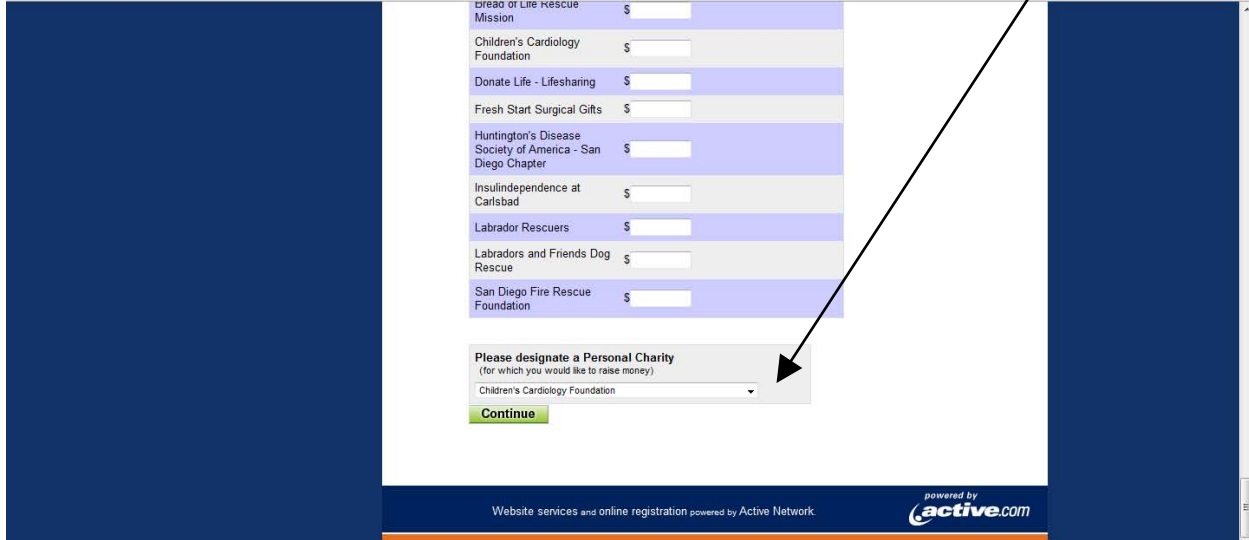 Bread of Life Rescue
Mission
$
Children's Cardiology
Foundation
$
Donate Life - Lifesharing $
Fresh Start Surgical Gifts $
Huntington's Disease
Society of America - San
Diego Chapter
$
Insulindependence at
Carlsbad
$
Labrador Rescuers $
Labradors and Friends Dog
Rescue
$
San Diego Fire Rescue
Foundation
$
Please designate a Personal Charity
(for which you would like to raise money)
Children's Cardiology Foundation
Continue
Website services and online registration powered by Active Network.
powered by
active.com